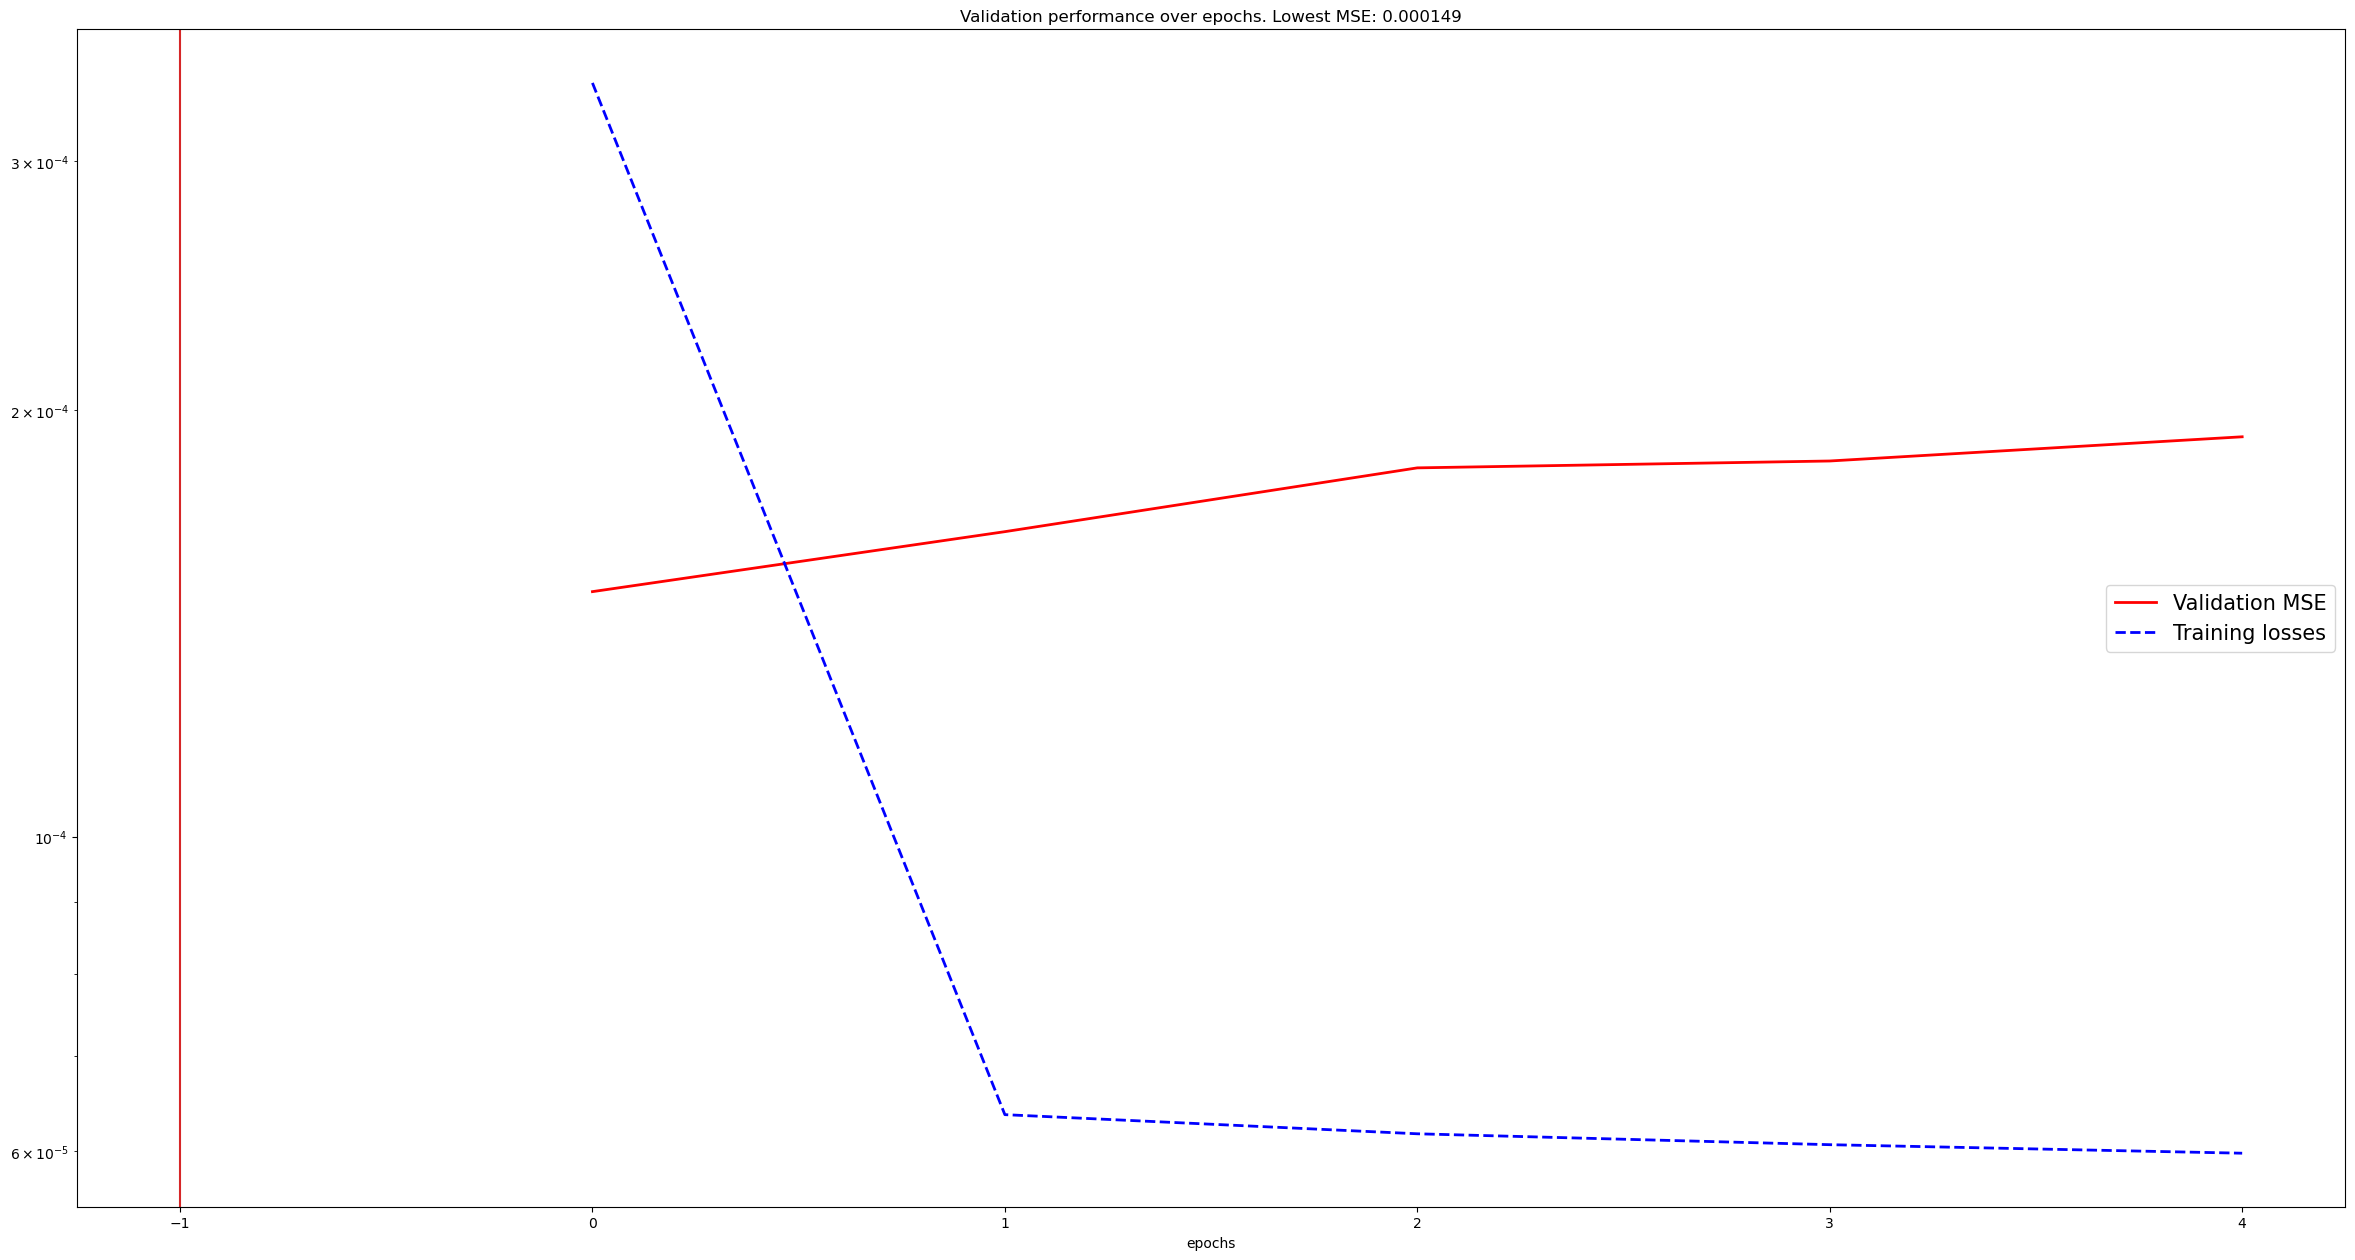 Validation performance over epochs. Lowest MSE: 0.000149
3 × 10⁻⁴
2 × 10⁻⁴
10⁻⁴
6 × 10⁻⁵
Validation MSE
Training losses
−1 0 1 2 3 4
epochs